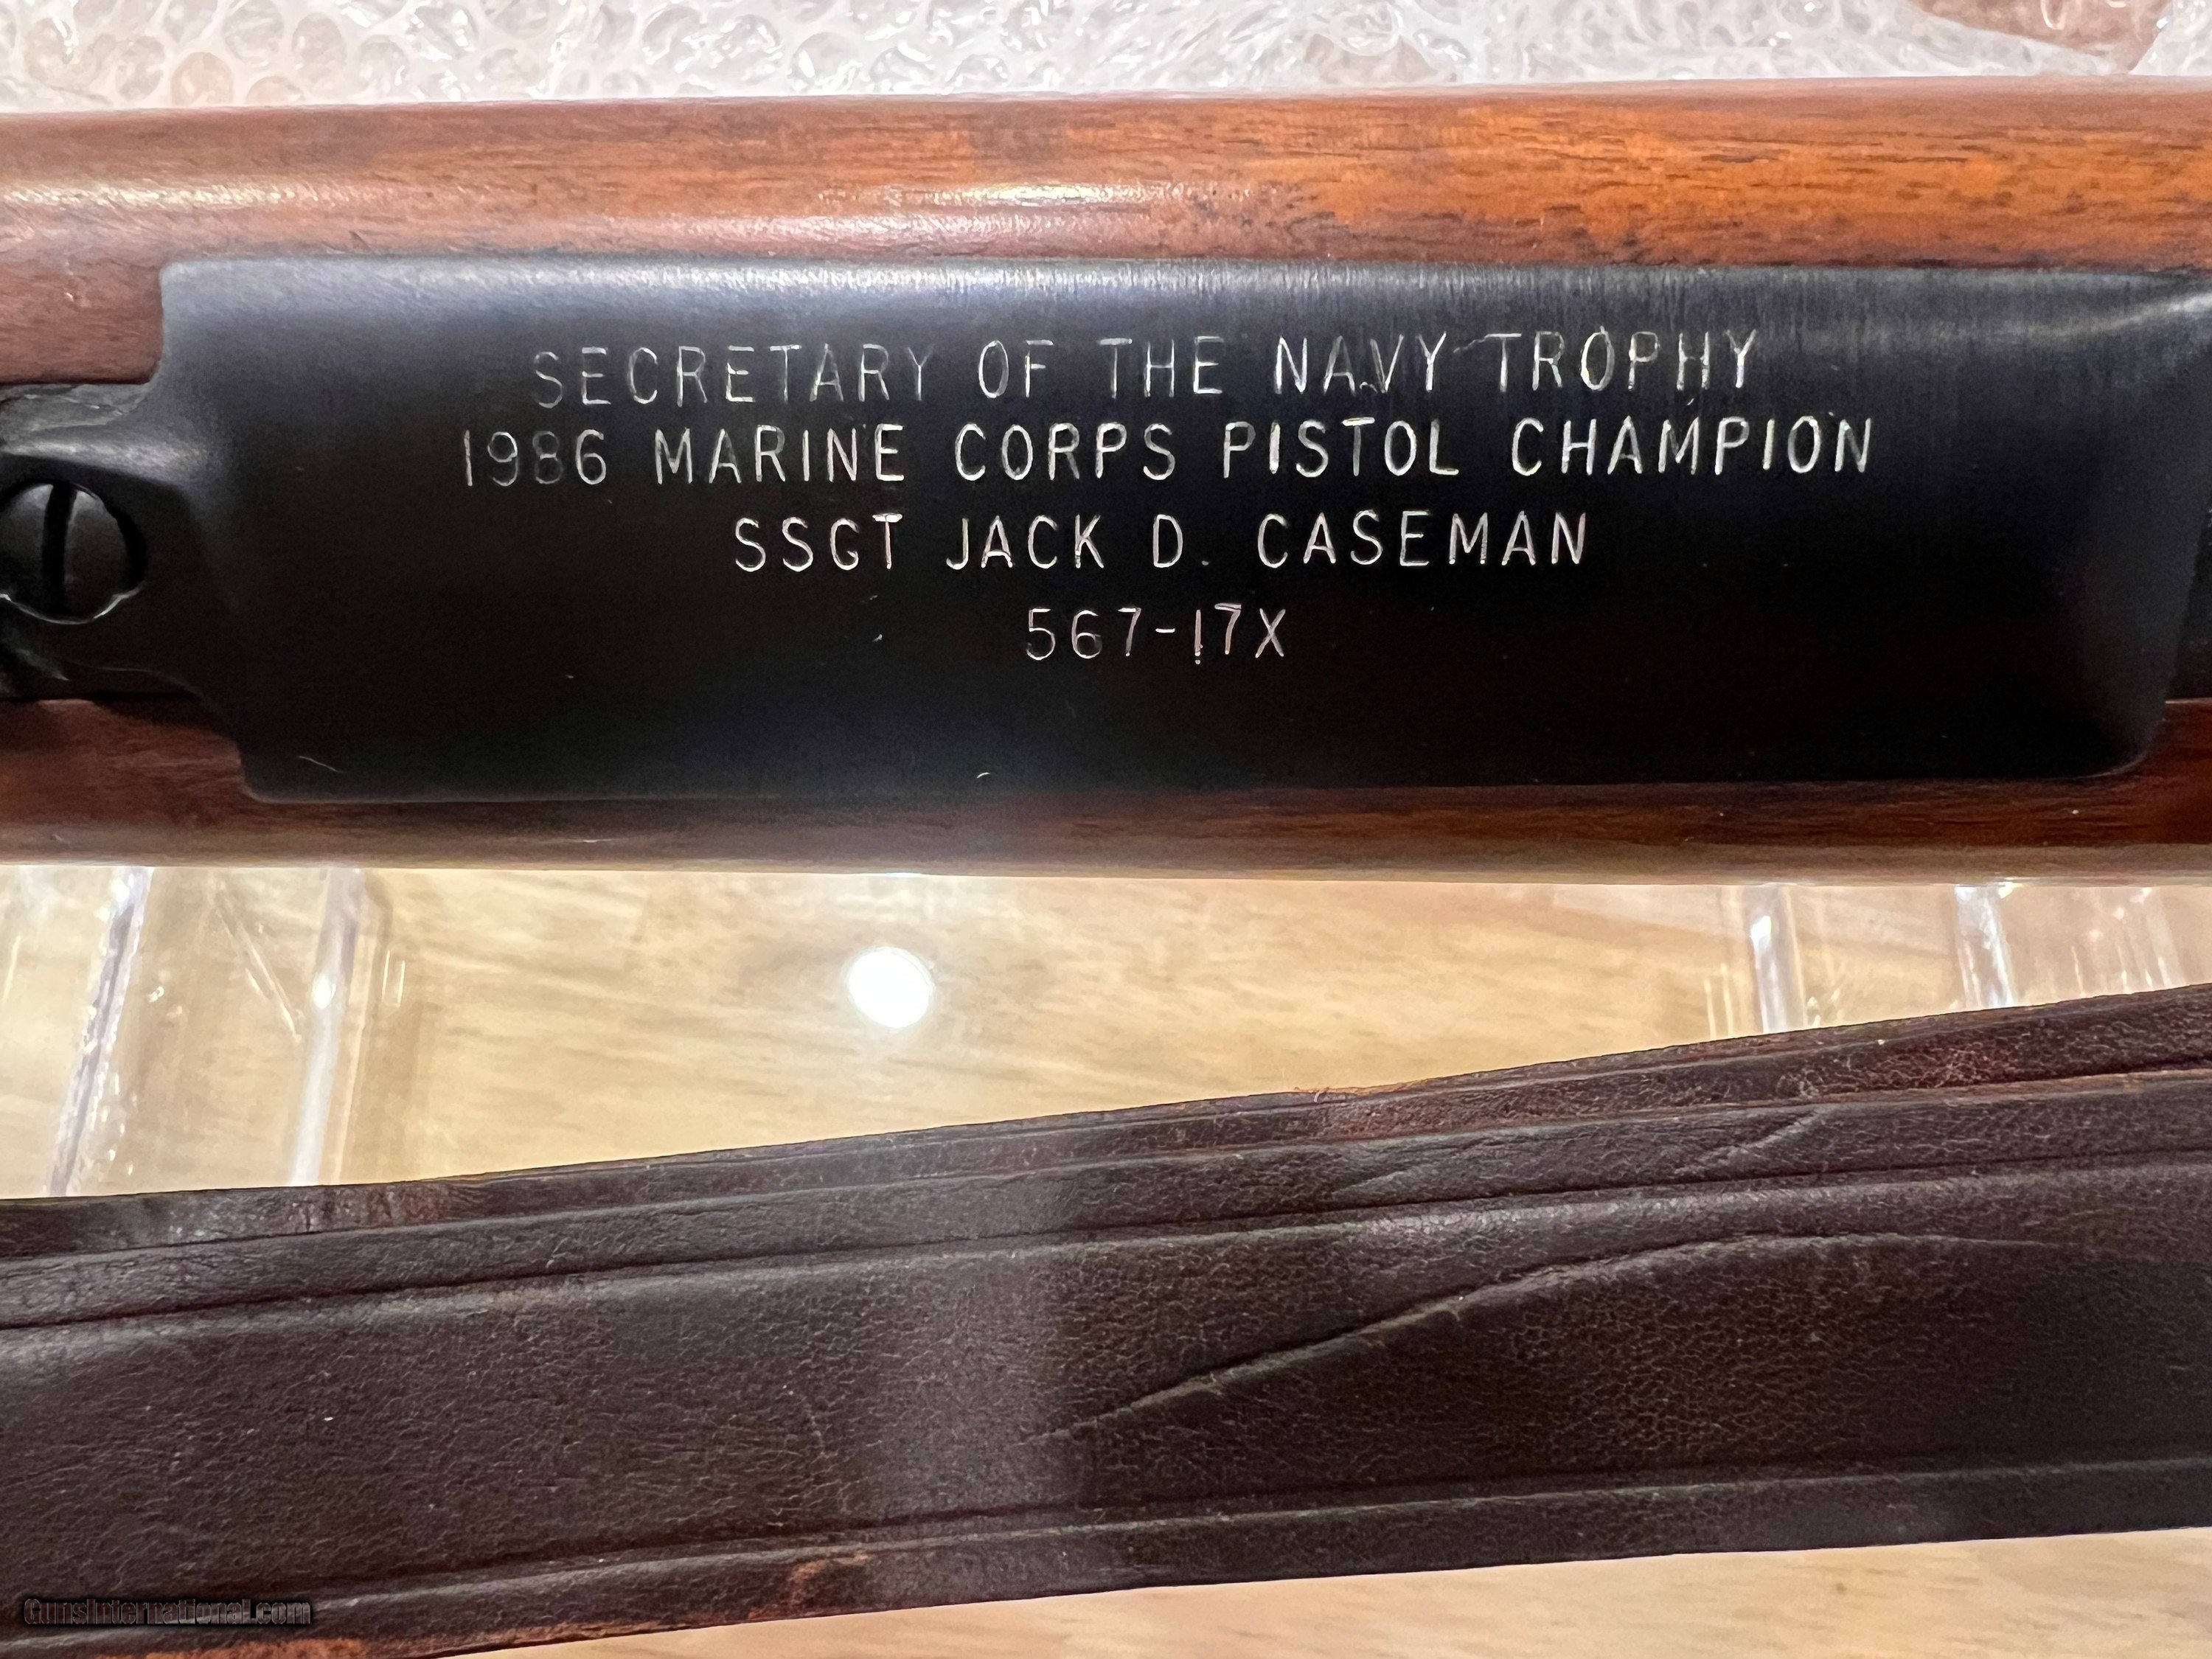 SECRETARY OF THE NAVY TROPHY
1986 MARINE CORPS PISTOL CHAMPION
SSGT JACK D. CASEMAN
567-17X
GunsInternational.com